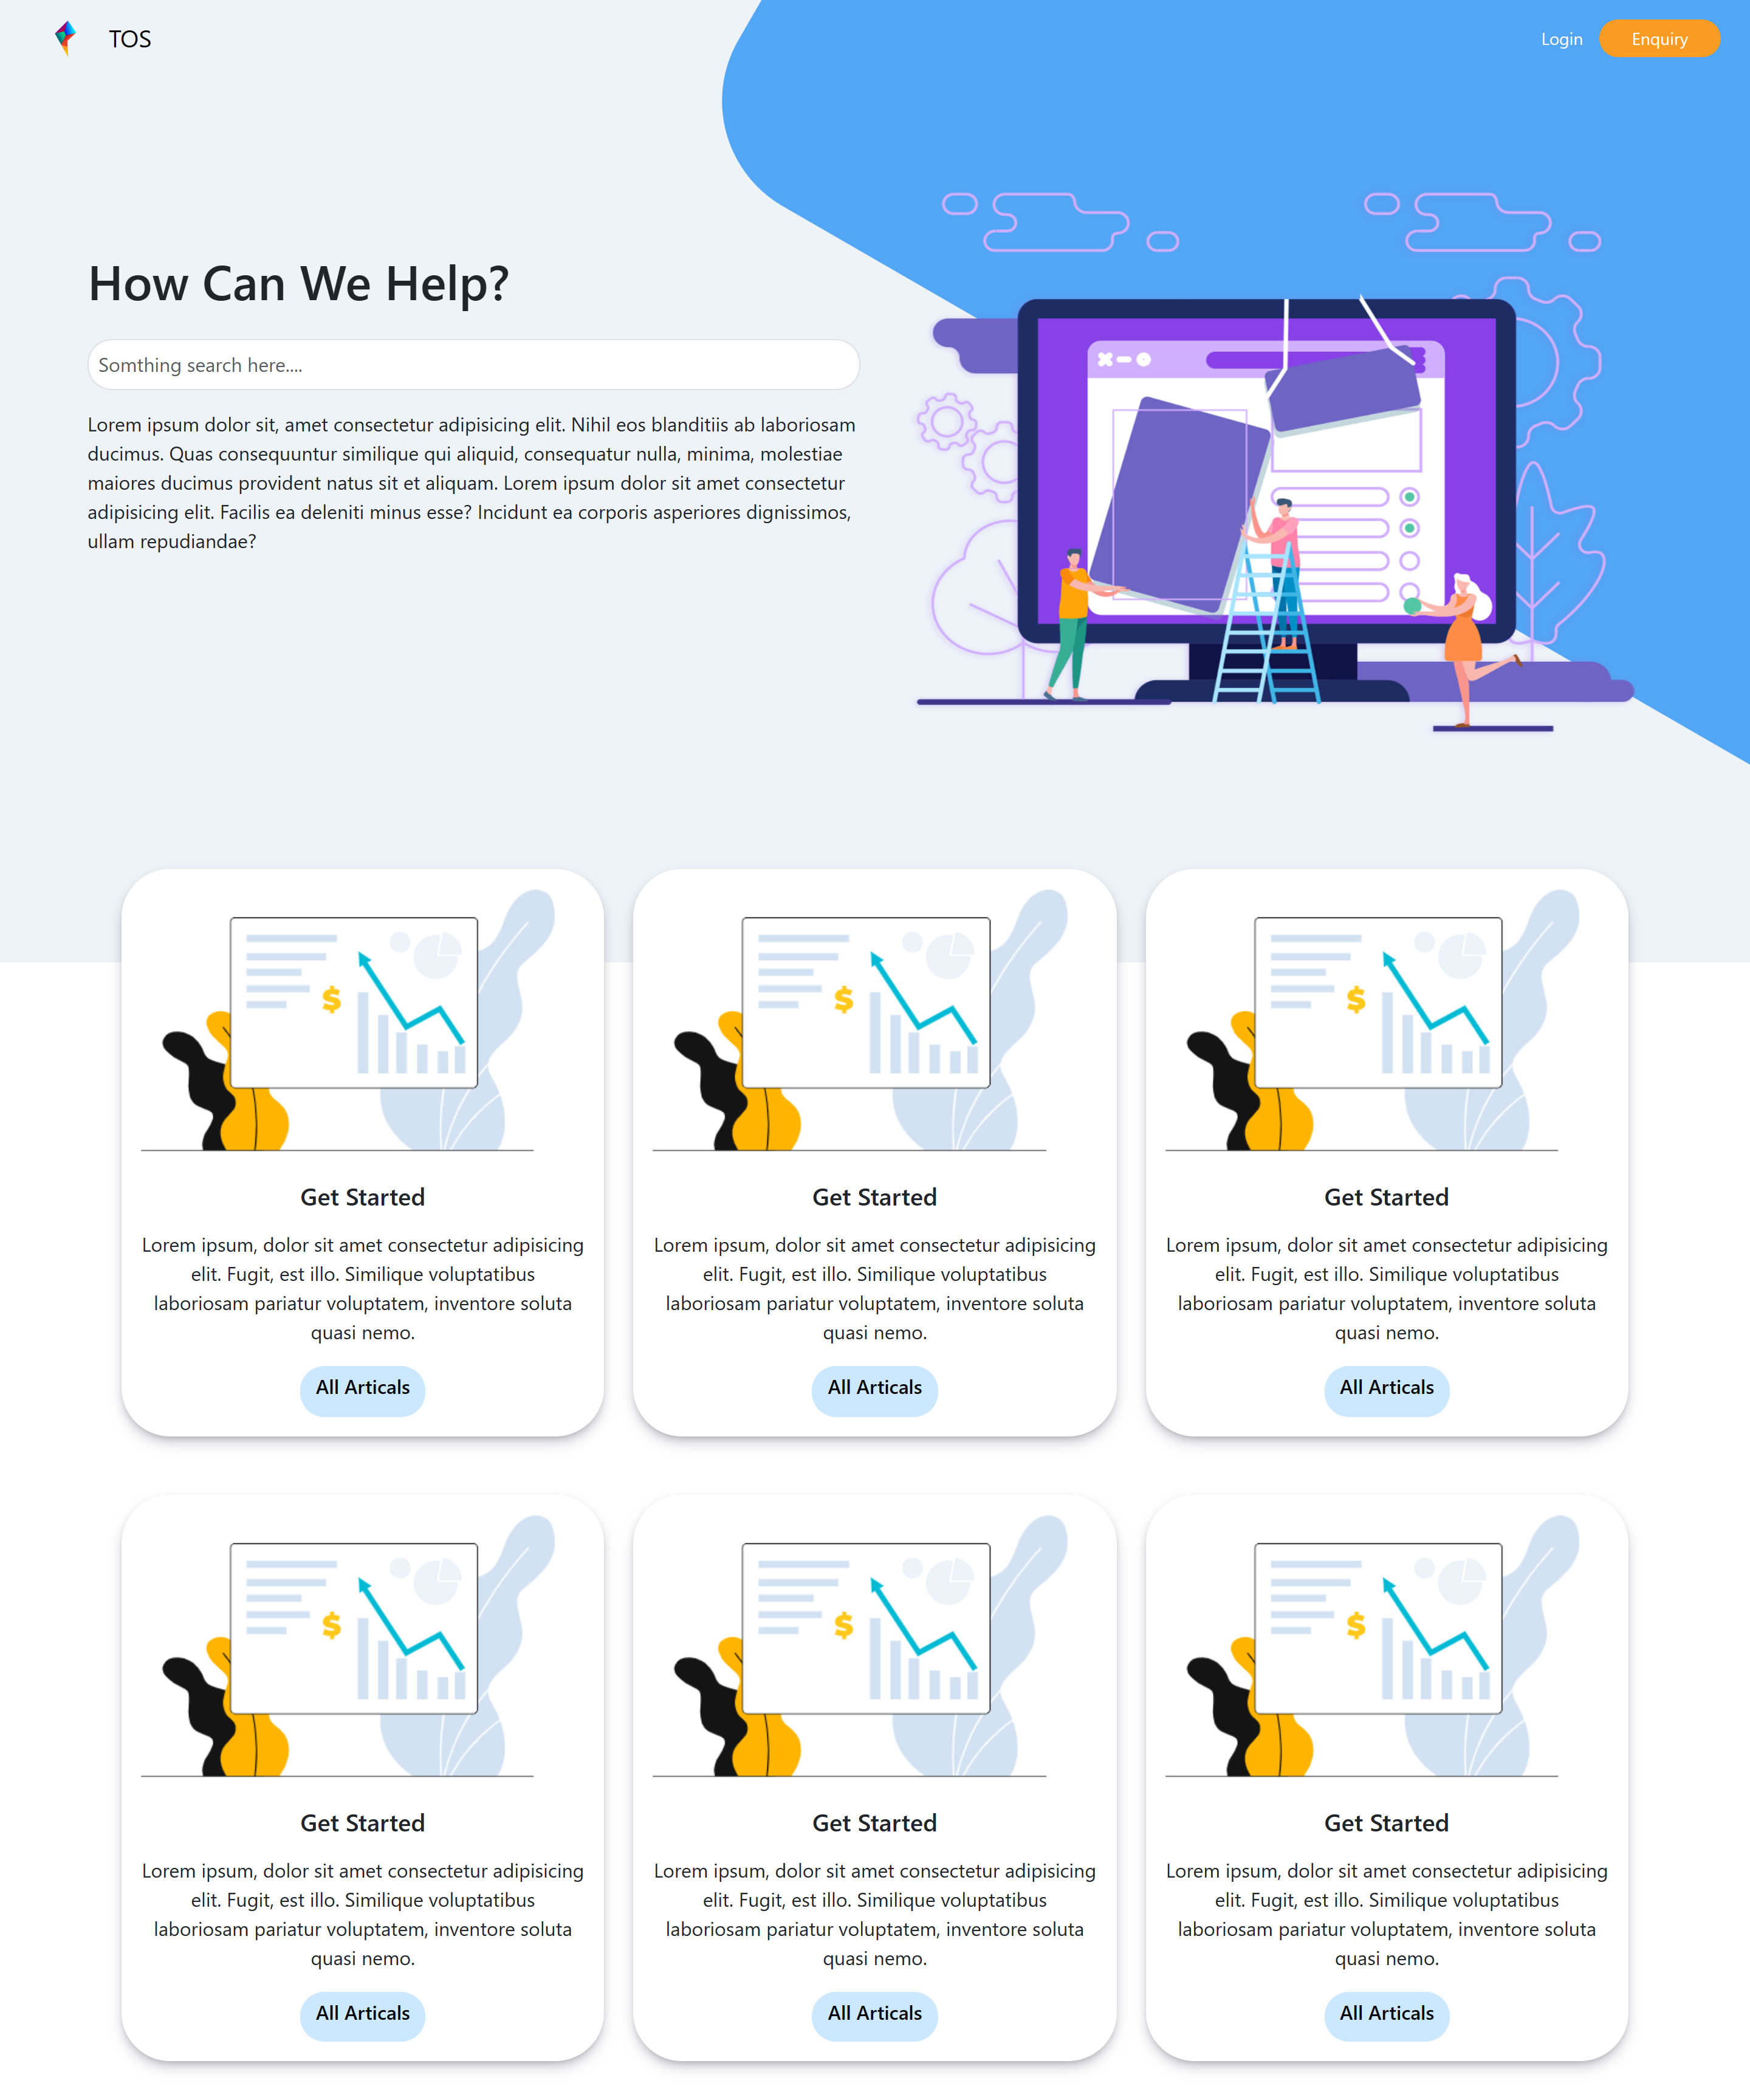 TOS
Login
Enquiry
How Can We Help?
Somthing search here....
Lorem ipsum dolor sit, amet consectetur adipisicing elit. Nihil eos blanditiis ab laboriosam
ducimus. Quas consequuntur similique qui aliquid, consequatur nulla, minima, molestiae
maiores ducimus provident natus sit et aliquam. Lorem ipsum dolor sit amet consectetur
adipisicing elit. Facilis ea deleniti minus esse? Incidunt ea corporis asperiores dignissimos,
ullam repudiandae?
$
Get Started
Lorem ipsum, dolor sit amet consectetur adipisicing
elit. Fugit, est illo. Similique voluptatibus
laboriosam pariatur voluptatem, inventore soluta
quasi nemo.
All Articals
$
Get Started
Lorem ipsum, dolor sit amet consectetur adipisicing
elit. Fugit, est illo. Similique voluptatibus
laboriosam pariatur voluptatem, inventore soluta
quasi nemo.
All Articals
$
Get Started
Lorem ipsum, dolor sit amet consectetur adipisicing
elit. Fugit, est illo. Similique voluptatibus
laboriosam pariatur voluptatem, inventore soluta
quasi nemo.
All Articals
$
Get Started
Lorem ipsum, dolor sit amet consectetur adipisicing
elit. Fugit, est illo. Similique voluptatibus
laboriosam pariatur voluptatem, inventore soluta
quasi nemo.
All Articals
$
Get Started
Lorem ipsum, dolor sit amet consectetur adipisicing
elit. Fugit, est illo. Similique voluptatibus
laboriosam pariatur voluptatem, inventore soluta
quasi nemo.
All Articals
$
Get Started
Lorem ipsum, dolor sit amet consectetur adipisicing
elit. Fugit, est illo. Similique voluptatibus
laboriosam pariatur voluptatem, inventore soluta
quasi nemo.
All Articals